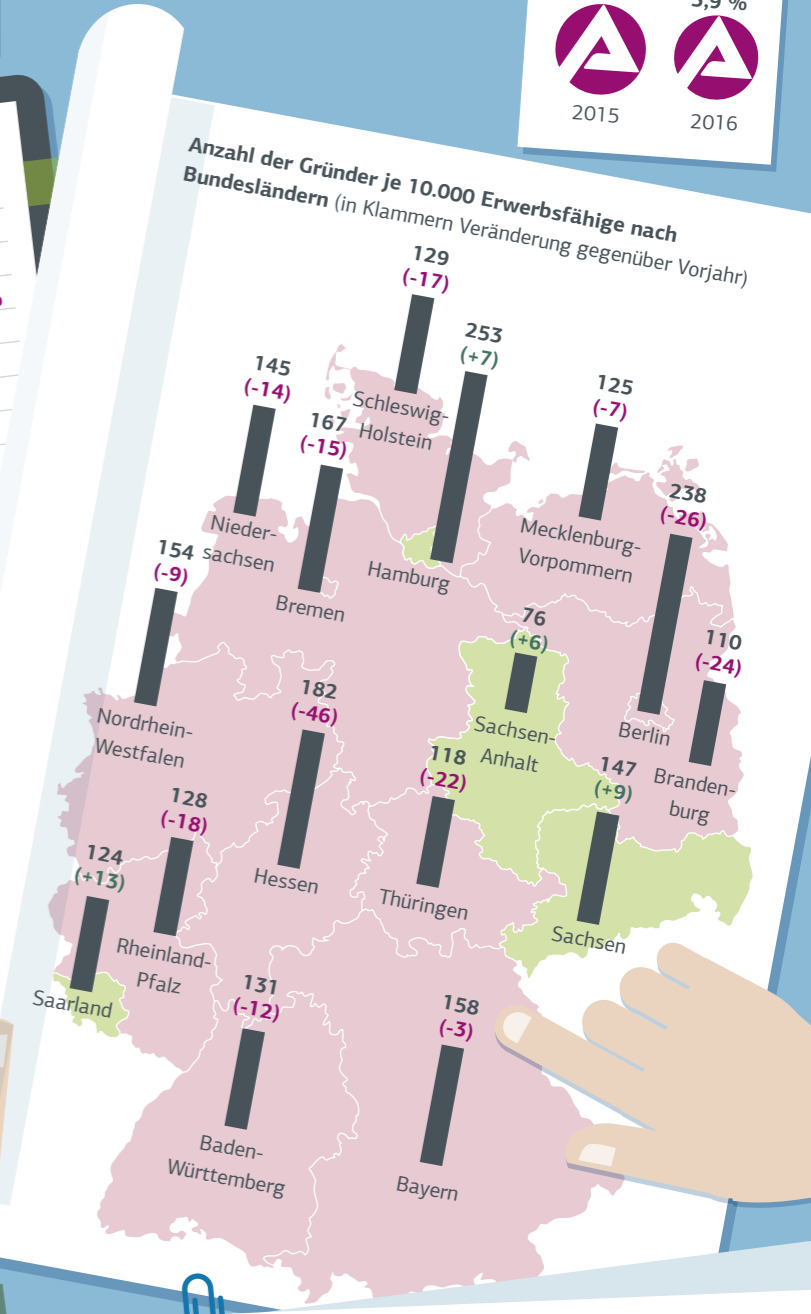 5,9 %
2015
2016
Anzahl der Gründer je 10.000 Erwerbsfähige nach
Bundesländern (in Klammern Veränderung gegenüber Vorjahr)
129
(-17)
Schleswig-
Holstein
253
(+7)
Hamburg
145
(-14)
Nieder-
sachsen
167
(-15)
Bremen
125
(-7)
Mecklenburg-
Vorpommern
238
(-26)
Berlin
154
(-9)
Nordrhein-
Westfalen
76
(+6)
Sachsen-
Anhalt
110
(-24)
Branden-
burg
182
(-46)
Hessen
118
(-22)
Thüringen
147
(+9)
Sachsen
128
(-18)
Rheinland-
Pfalz
124
(+13)
Saarland
131
(-12)
Baden-
Württemberg
158
(-3)
Bayern